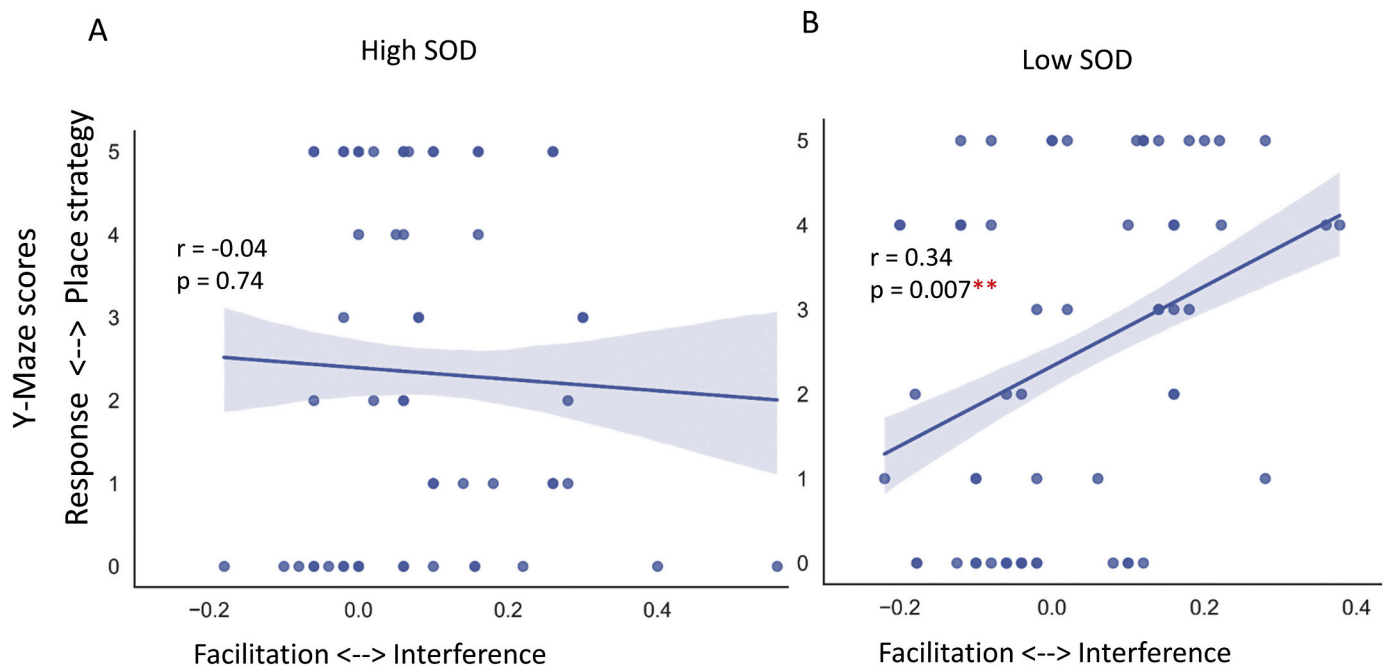 A
High SOD
Y-Maze scores
Response <--> Place strategy
5
4
3
2
1
0
r = -0.04
p = 0.74
−0.2 0.0 0.2 0.4
Facilitation <--> Interference
B
Low SOD
5
4
3
2
1
0
r = 0.34
p = 0.007**
−0.2 0.0 0.2 0.4
Facilitation <--> Interference